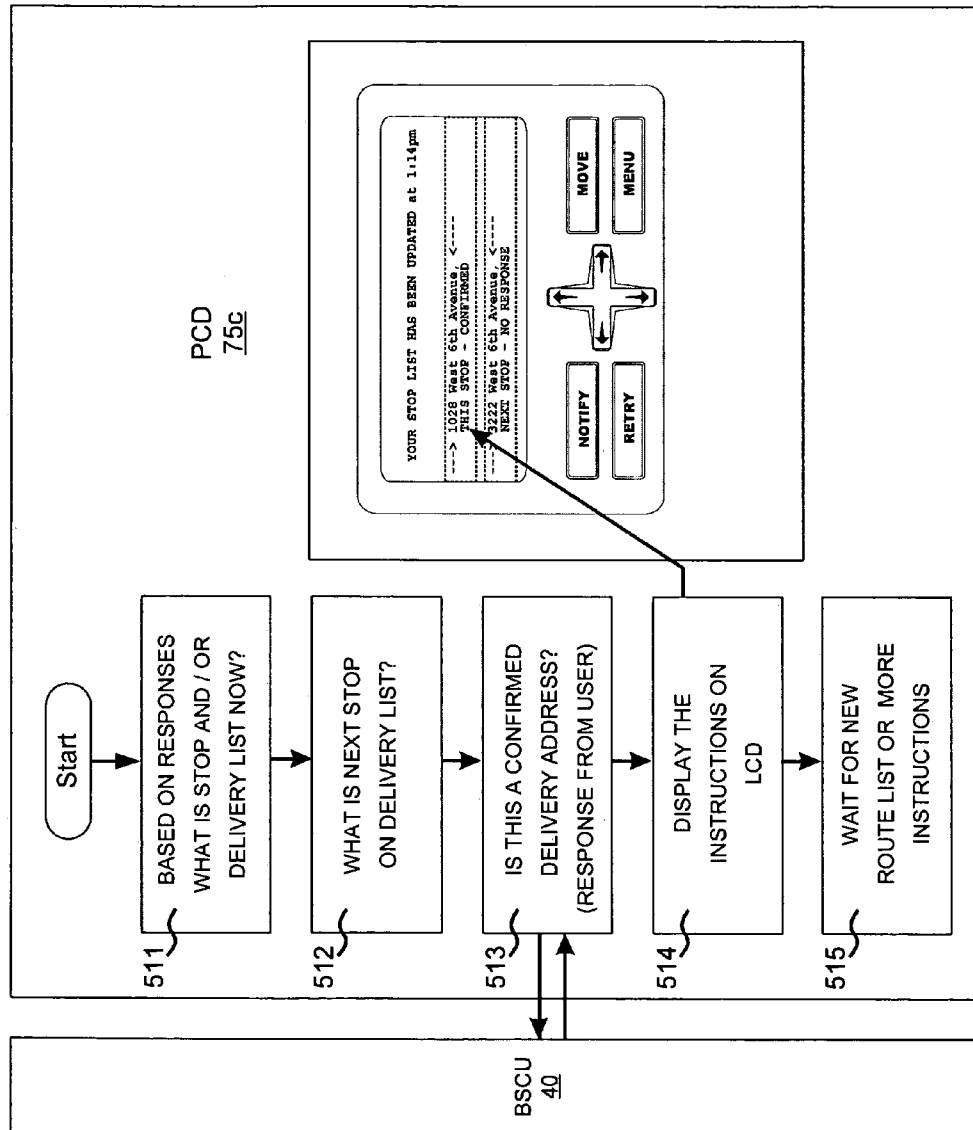 Start
511
BASED ON RESPONSES
WHAT IS STOP AND / OR
DELIVERY LIST NOW?
512
WHAT IS NEXT STOP
ON DELIVERY LIST?
513
IS THIS A CONFIRMED
DELIVERY ADDRESS?
(RESPONSE FROM USER)
514
DISPLAY THE
INSTRUCTIONS ON
LCD
515
WAIT FOR NEW
ROUTE LIST OR MORE
INSTRUCTIONS
BSCU
40
PCD
75c
YOUR STOP LIST HAS BEEN UPDATED at 1:14pm
---> 1028 West 6th Avenue, <----
THIS STOP - CONFIRMED
---> 3222 West 6th Avenue, <----
NEXT STOP - NO RESPONSE
NOTIFY
MOVE
RETRY
MENU